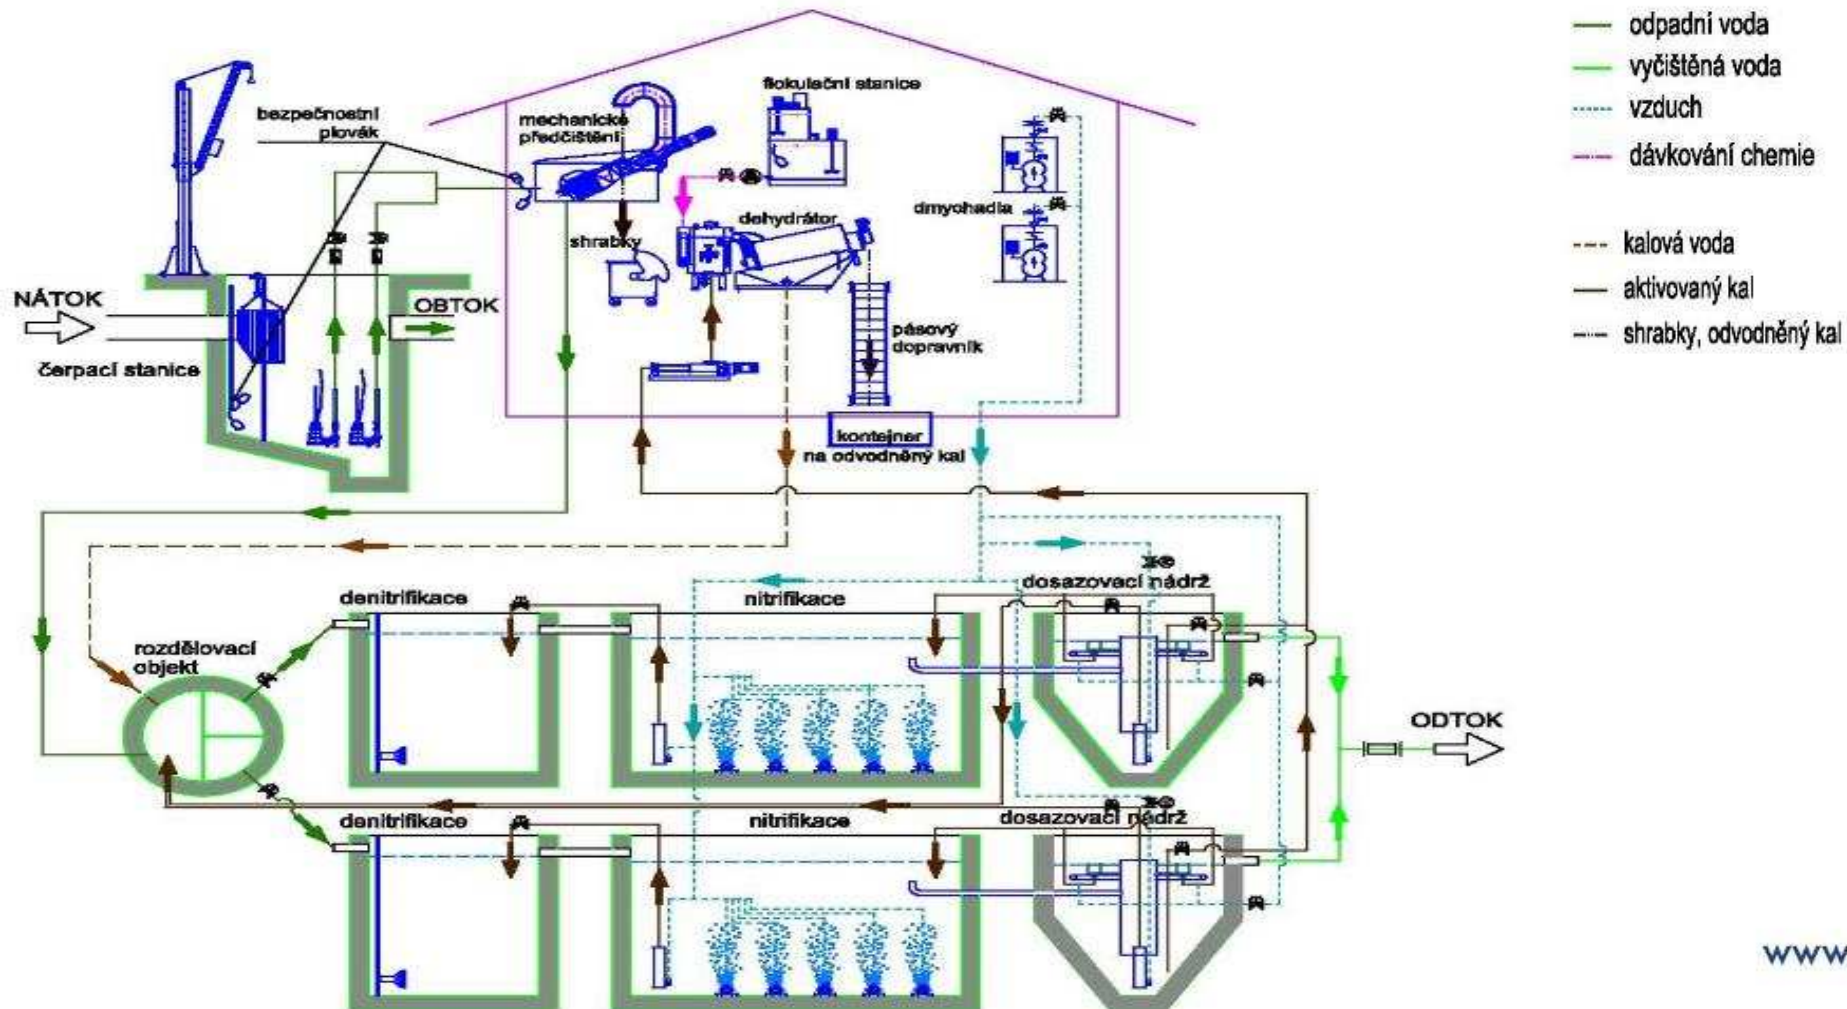 odpadní voda
vyčištěná voda
vzduch
dávkování chemie
kalová voda
aktivovaný kal
shrabky, odvodněný kal
bezpečnostní
plovák
mechanické
předčištění
flokulační stanice
dehydrátor
dmychadla
shrabky
NÁTOK
OBTOK
čerpací stanice
pásový
dopravník
kontejner
na odvodněný kal
denitrifikace
nitrifikace
dosazovací nádrž
rozdělovací
objekt
ODTOK
denitrifikace
nitrifikace
dosazovací nádrž
www